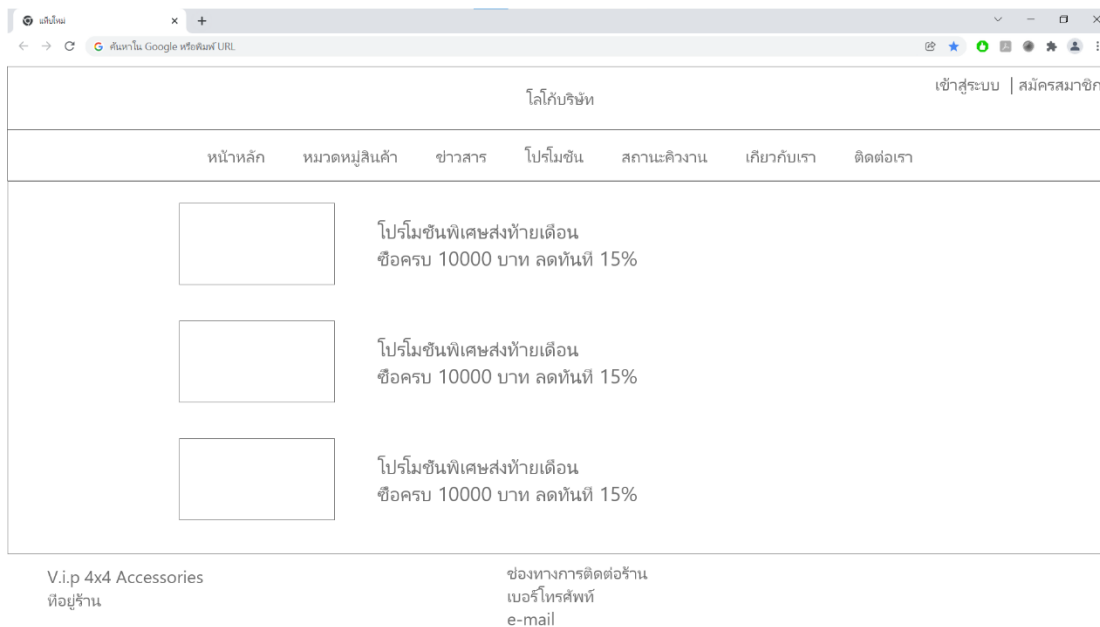 แท็บใหม่
ค้นหาใน Google หรือพิมพ์ URL
เข้าสู่ระบบ | สมัครสมาชิก
โลโก้บริษัท
หน้าหลัก หมวดหมู่สินค้า ข่าวสาร โปรโมชัน สถานะคิวงาน เกี่ยวกับเรา ติดต่อเรา
โปรโมชันพิเศษส่งท้ายเดือน
ซื้อครบ 10000 บาท ลดทันที 15%
โปรโมชันพิเศษส่งท้ายเดือน
ซื้อครบ 10000 บาท ลดทันที 15%
โปรโมชันพิเศษส่งท้ายเดือน
ซื้อครบ 10000 บาท ลดทันที 15%
V.i.p 4x4 Accessories
ที่อยู่ร้าน
ช่องทางการติดต่อร้าน
เบอร์โทรศัพท์
e-mail